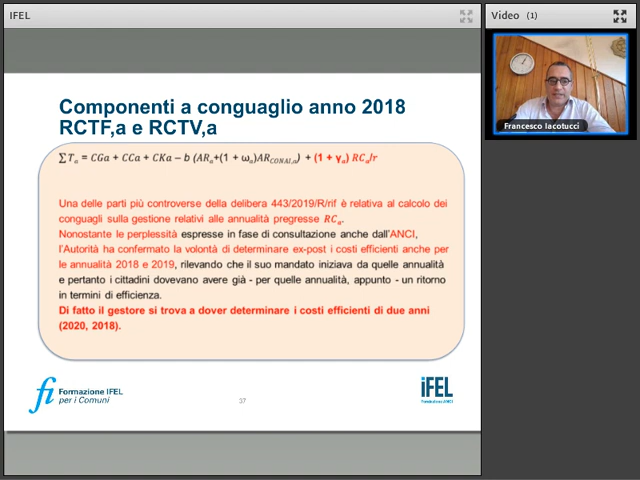 IFEL
Video (1)
Francesco Iacotucci
Componenti a conguaglio anno 2018
RCTF,a e RCTV,a
∑Tₐ = CGa + CCa + CKa – b (ARₐ+(1 + ωₐ)AR_CONAI,a) + (1 + γₐ) RCₐ/r
Una delle parti più controverse della delibera 443/2019/R/rif è relativa al calcolo dei
conguagli sulla gestione relativi alle annualità pregresse RCₐ.
Nonostante le perplessità espresse in fase di consultazione anche dall'ANCI,
l'Autorità ha confermato la volontà di determinare ex-post i costi efficienti anche per
le annualità 2018 e 2019, rilevando che il suo mandato iniziava da quelle annualità
e pertanto i cittadini dovevano avere già - per quelle annualità, appunto - un ritorno
in termini di efficienza.
Di fatto il gestore si trova a dover determinare i costi efficienti di due anni
(2020, 2018).
Formazione IFEL
per i Comuni
37
iFEL
Fondazione ANCI